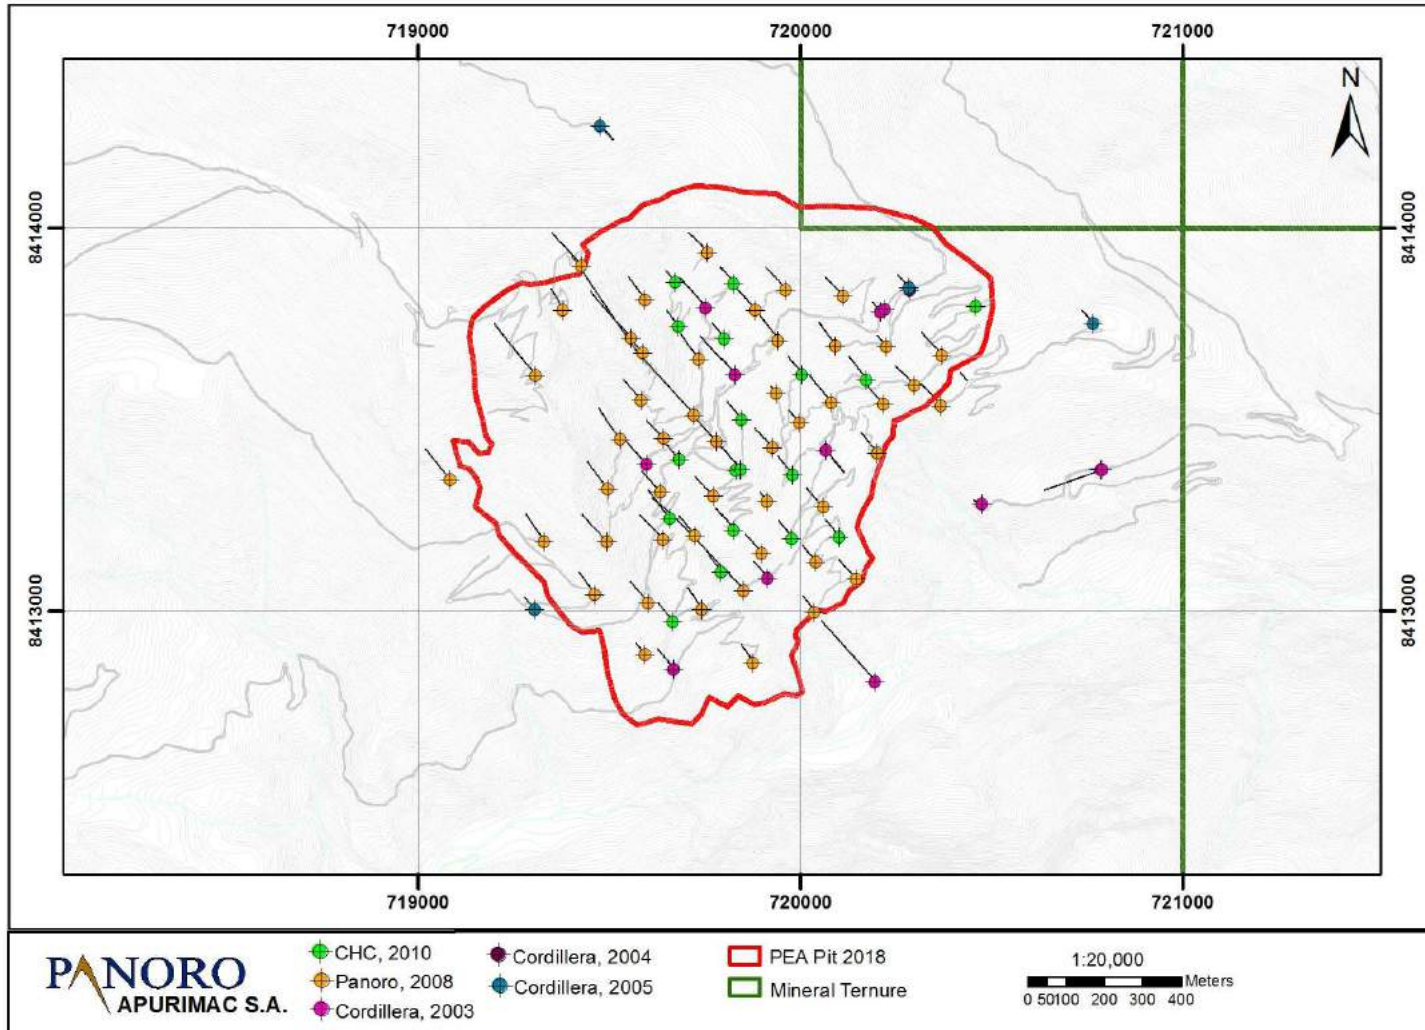 719000 720000 721000
N
8414000 8414000
8413000 8413000
719000 720000 721000
PANORO
APURIMAC S.A.
CHC, 2010
Panoro, 2008
Cordillera, 2003
Cordillera, 2004
Cordillera, 2005
PEA Pit 2018
Mineral Ternure
1:20,000
Meters
0 50100 200 300 400